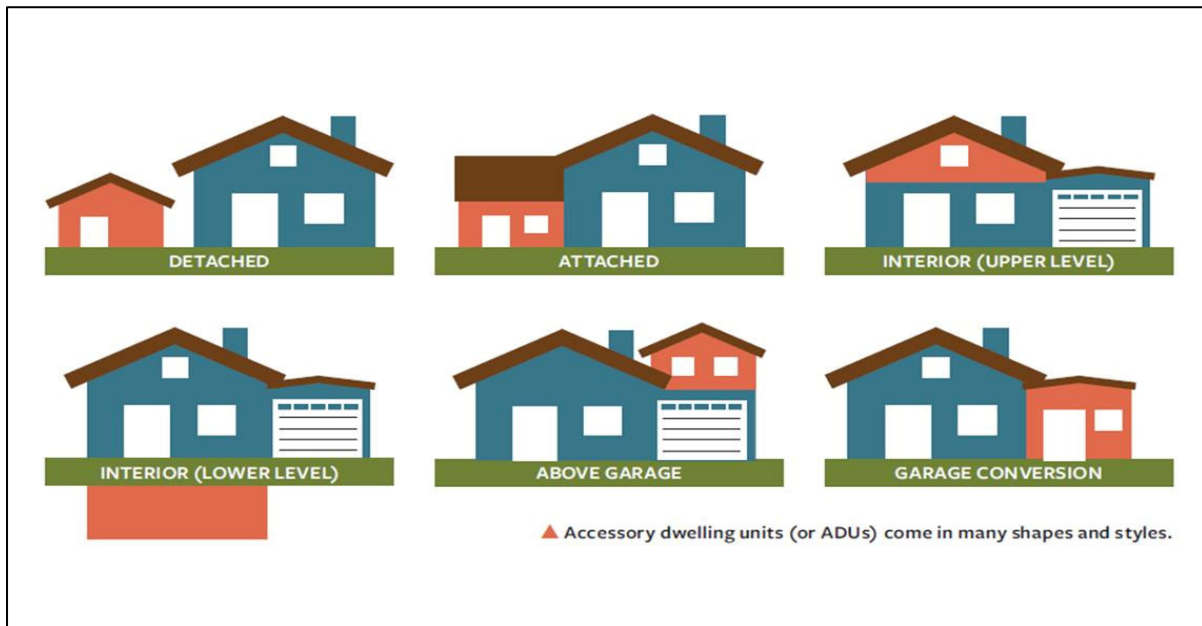 DETACHED
ATTACHED
INTERIOR (UPPER LEVEL)
INTERIOR (LOWER LEVEL)
ABOVE GARAGE
GARAGE CONVERSION
▲ Accessory dwelling units (or ADUs) come in many shapes and styles.